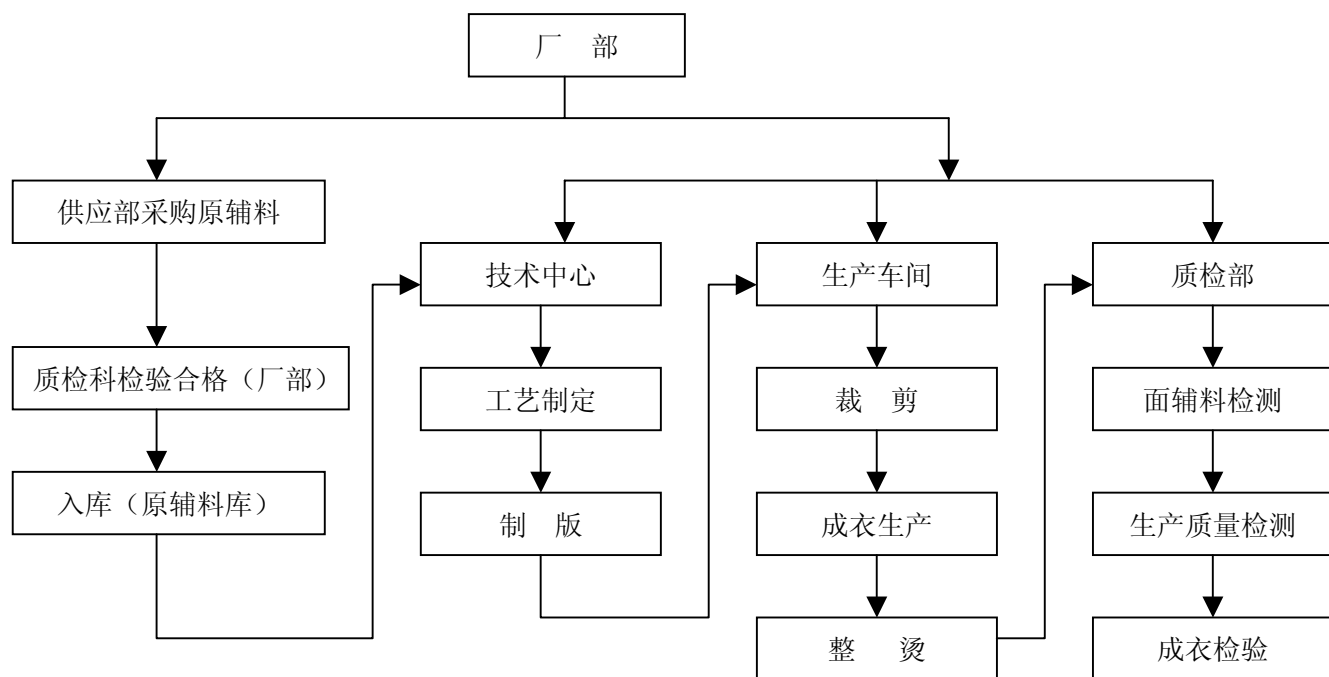 厂　部
供应部采购原辅料
技术中心
生产车间
质检部
质检科检验合格（厂部）
工艺制定
裁　剪
面辅料检测
入库（原辅料库）
制　版
成衣生产
生产质量检测
整　烫
成衣检验